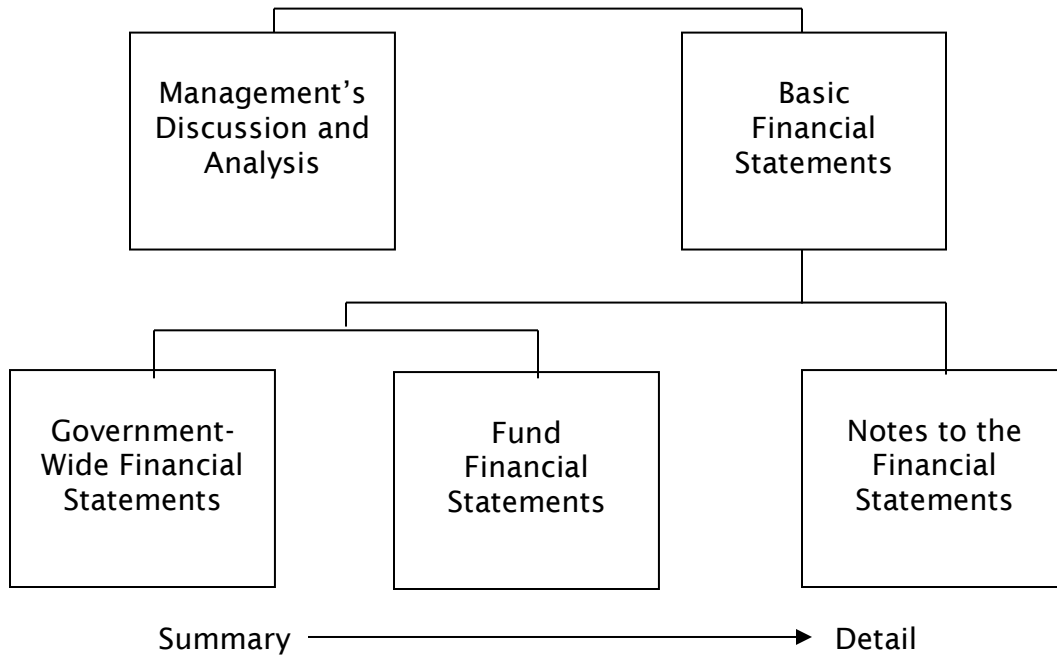 Management’s
Discussion and
Analysis
Basic
Financial
Statements
Government-
Wide Financial
Statements
Fund
Financial
Statements
Notes to the
Financial
Statements
Summary
Detail